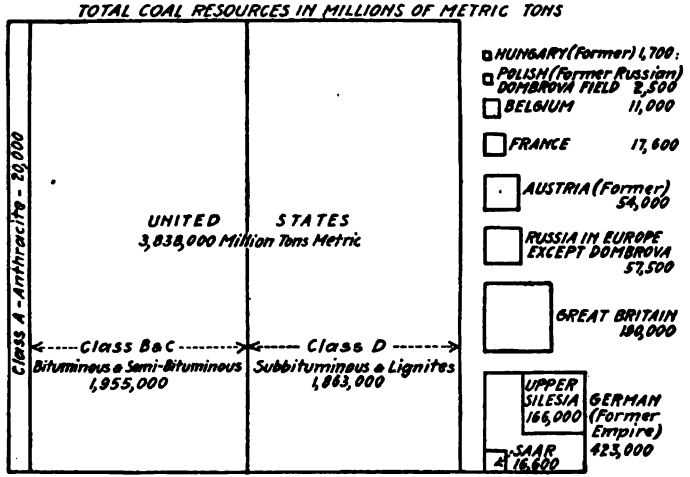 TOTAL COAL RESOURCES IN MILLIONS OF METRIC TONS
Class A - Anthracite - 20,000
UNITED STATES
3,838,000 Million Tons Metric
Class B&C
Bituminous & Semi-Bituminous
1,955,000
Class D
Subbituminous & Lignites
1,863,000
HUNGARY (Former) 1,700
POLISH (Former Russian)
DOMBROVA FIELD 2,500
BELGIUM 11,000
FRANCE 17,600
AUSTRIA (Former)
54,000
RUSSIA IN EUROPE
EXCEPT DOMBROVA
57,500
GREAT BRITAIN
190,000
UPPER
SILESIA
166,000
GERMAN
(Former
Empire)
423,000
SAAR
16,600